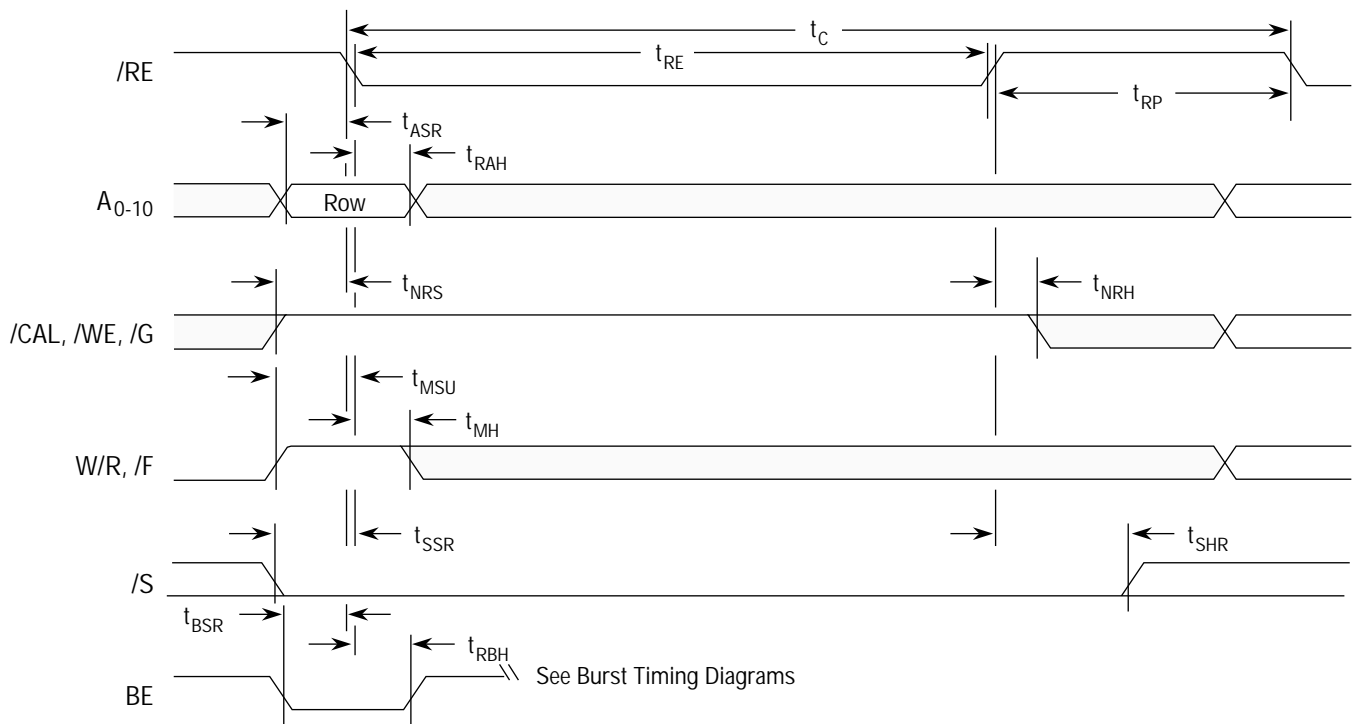 t_C
t_RE
/RE
t_RP
t_ASR
t_RAH
A_0-10
Row
t_NRS
t_NRH
/CAL, /WE, /G
t_MSU
t_MH
W/R, /F
t_SSR
t_SHR
/S
t_BSR
t_RBH
See Burst Timing Diagrams
BE